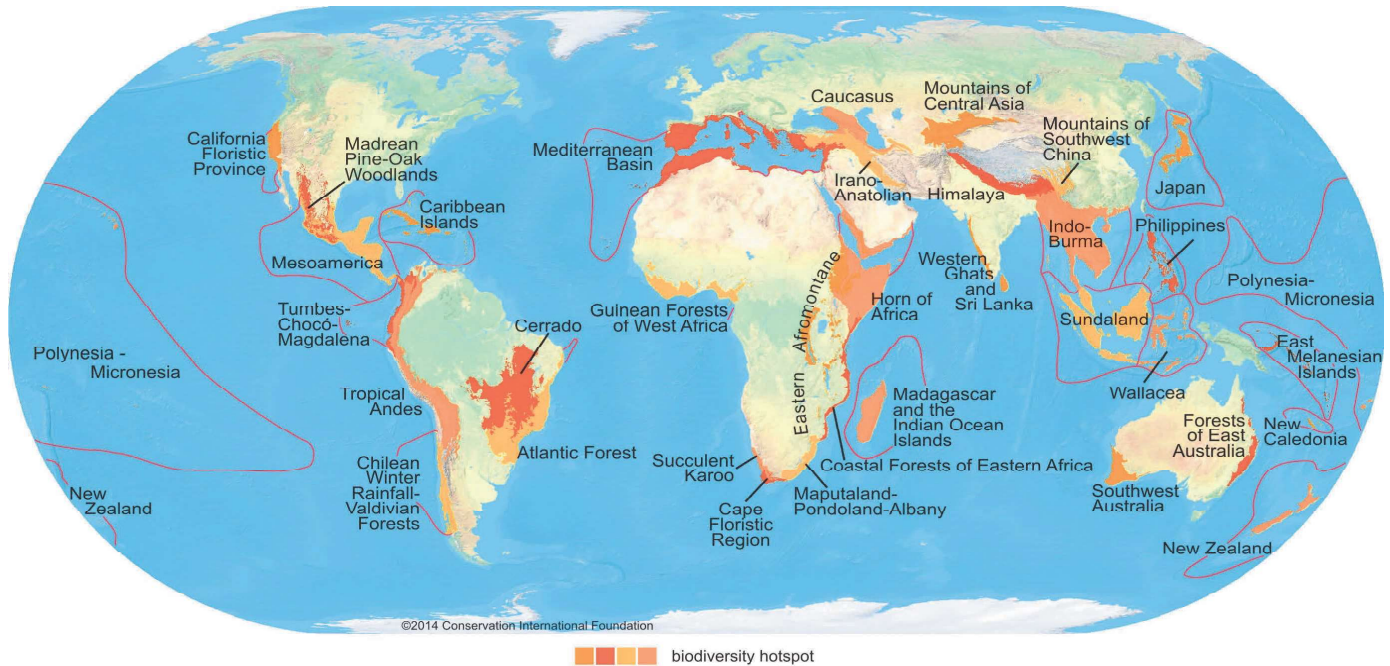 California
Floristic
Province
Madrean
Pine-Oak
Woodlands
Caribbean
Islands
Mesoamerica
Tumbes-
Chocó-
Magdalena
Polynesia -
Micronesia
New
Zealand
Cerrado
Tropical
Andes
Atlantic Forest
Chilean
Winter
Rainfall-
Valdivian
Forests
Mediterranean
Basin
Caucasus
Mountains of
Central Asia
Mountains of
Southwest
China
Irano-
Anatolian
Himalaya
Japan
Indo-
Burma
Philippines
Western
Ghats
and
Sri Lanka
Polynesia-
Micronesia
Guinean Forests
of West Africa
Eastern Afromontane
Horn of
Africa
Sundaland
Wallacea
East
Melanesian
Islands
Madagascar
and the
Indian Ocean
Islands
Succulent
Karoo
Coastal Forests of Eastern Africa
Cape
Floristic
Region
Maputaland-
Pondoland-Albany
Forests
of East
Australia
New
Caledonia
Southwest
Australia
New Zealand
©2014 Conservation International Foundation
biodiversity hotspot